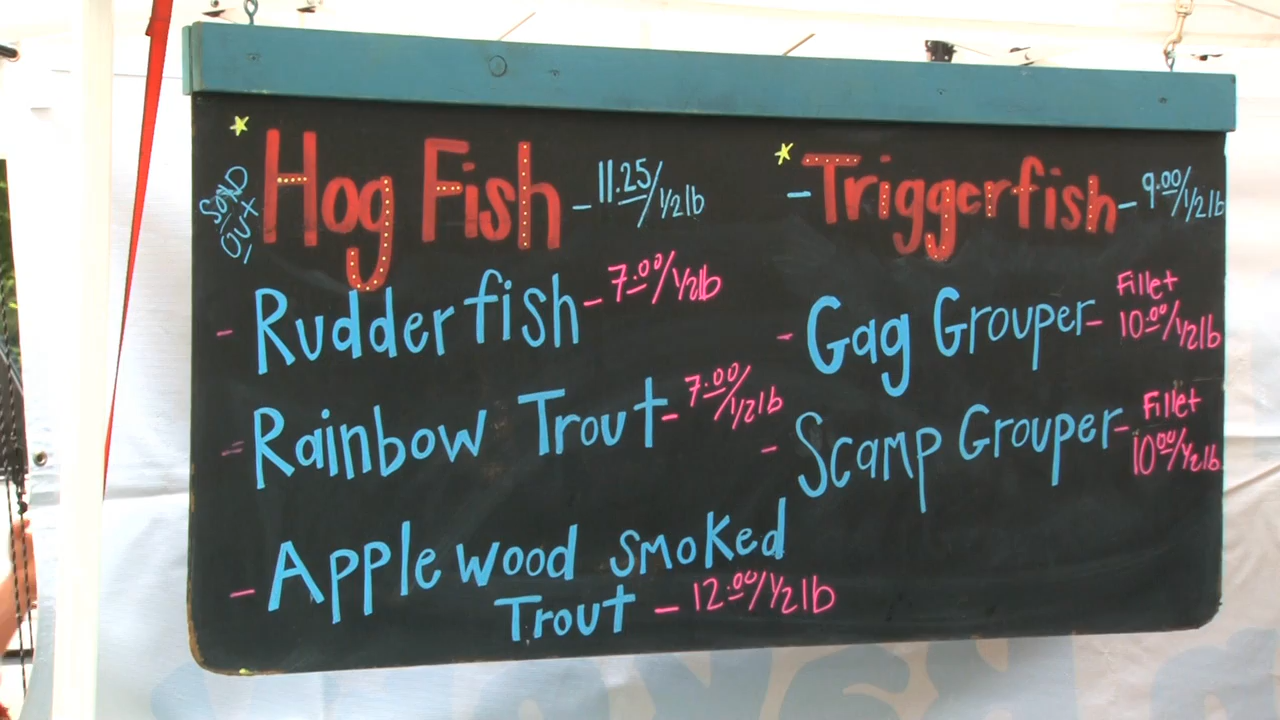 SOLD OUT
Hog Fish - 11.25/1/2lb
Rudderfish - 7.00/1/2lb
Rainbow Trout - 7.00/1/2lb
Applewood Smoked
Trout - 12.00/1/2lb
- Triggerfish - 9.00/1/2lb
- Gag Grouper - Fillet 10.00/1/2lb
- Scamp Grouper - Fillet 10.00/1/2lb